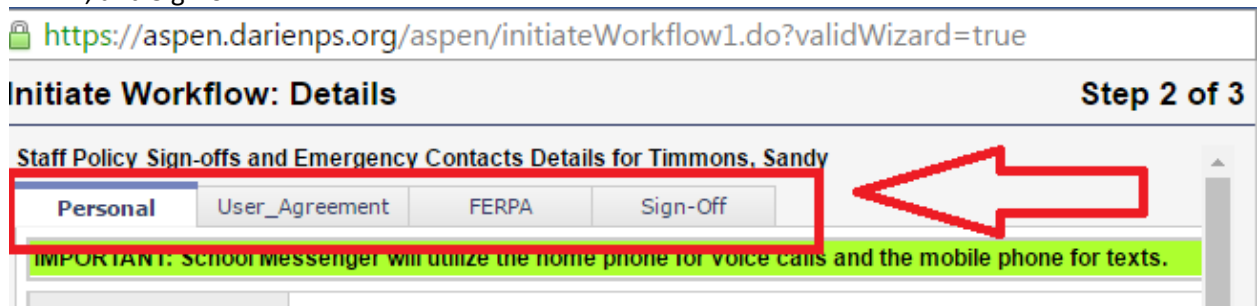 https://aspen.darienps.org/aspen/initiateWorkflow1.do?validWizard=true
Initiate Workflow: Details Step 2 of 3
Staff Policy Sign-offs and Emergency Contacts Details for Timmons, Sandy
Personal User_Agreement FERPA Sign-Off
IMPORTANT: School Messenger will utilize the home phone for voice calls and the mobile phone for texts.